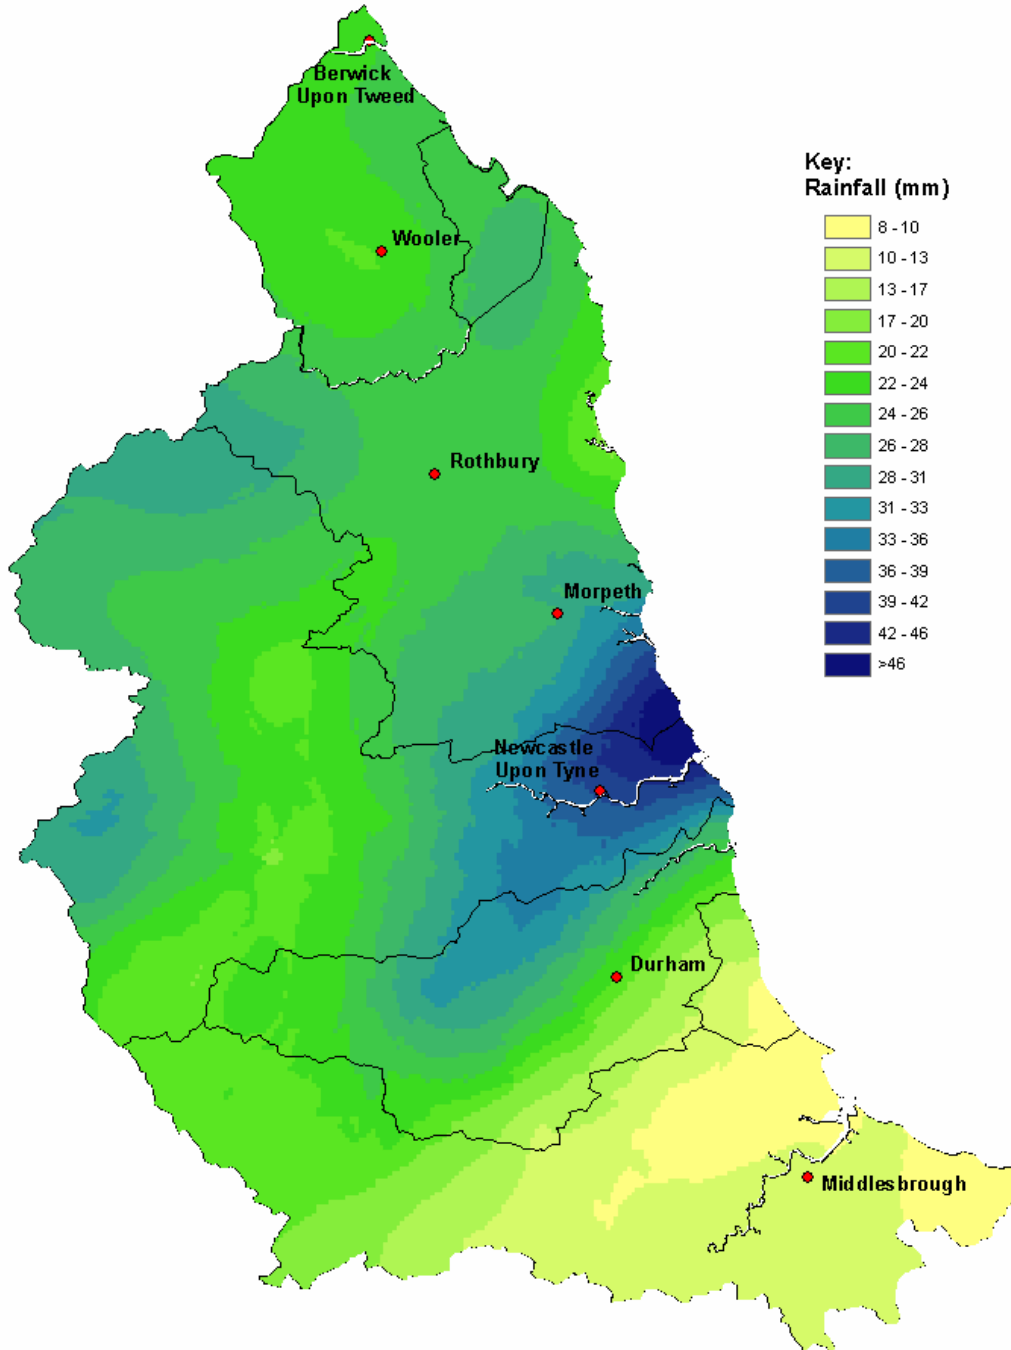 Berwick
Upon Tweed
Key:
Rainfall (mm)
8 - 10
Wooler
10 - 13
13 - 17
17 - 20
20 - 22
22 - 24
24 - 26
26 - 28
Rothbury
28 - 31
31 - 33
33 - 36
36 - 39
Morpeth
39 - 42
42 - 46
>46
Newcastle
Upon Tyne
Durham
Middlesbrough